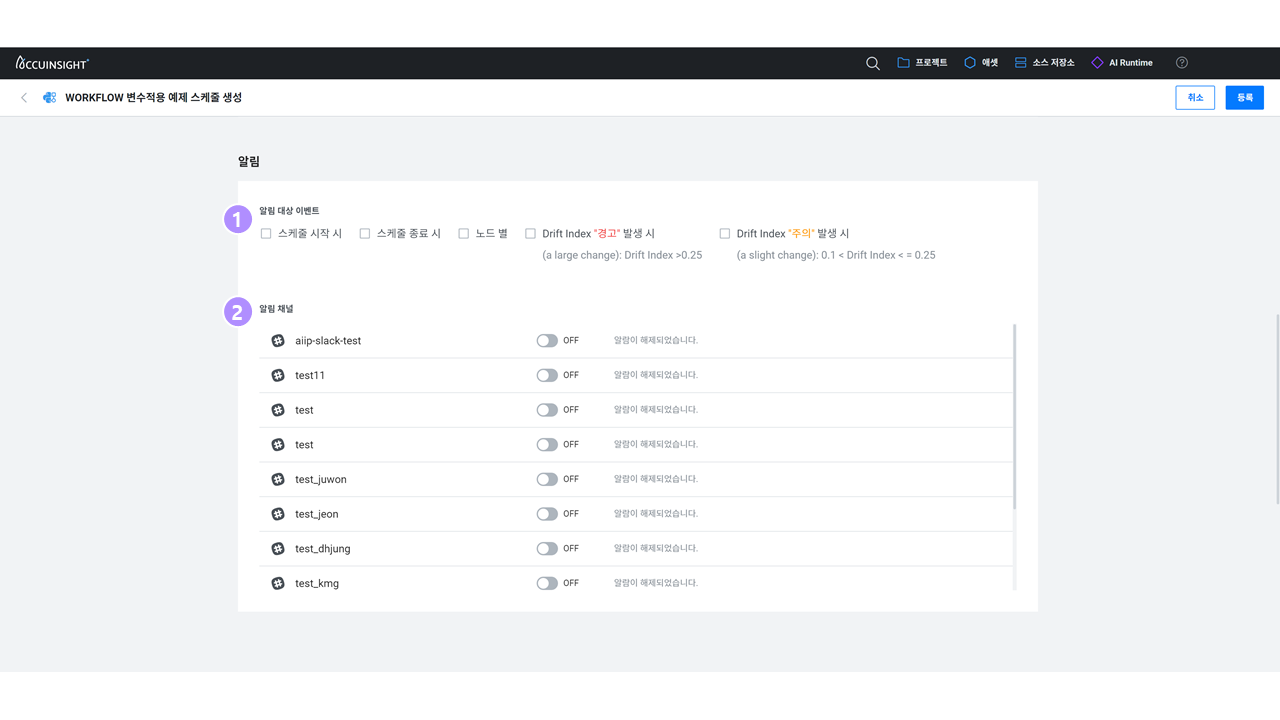 ACCUINSIGHT+
프로젝트
애셋
소스 저장소
AI Runtime
?
WORKFLOW 변수적용 예제 스케줄 생성
취소
등록
알림
1
알림 대상 이벤트
스케줄 시작 시
스케줄 종료 시
노드 별
Drift Index "경고" 발생 시
(a large change): Drift Index >0.25
Drift Index "주의" 발생 시
(a slight change): 0.1 < Drift Index < = 0.25
2
알림 채널
aiip-slack-test OFF 알람이 해제되었습니다.
test11 OFF 알람이 해제되었습니다.
test OFF 알람이 해제되었습니다.
test OFF 알람이 해제되었습니다.
test_juwon OFF 알람이 해제되었습니다.
test_jeon OFF 알람이 해제되었습니다.
test_dhjung OFF 알람이 해제되었습니다.
test_kmg OFF 알람이 해제되었습니다.